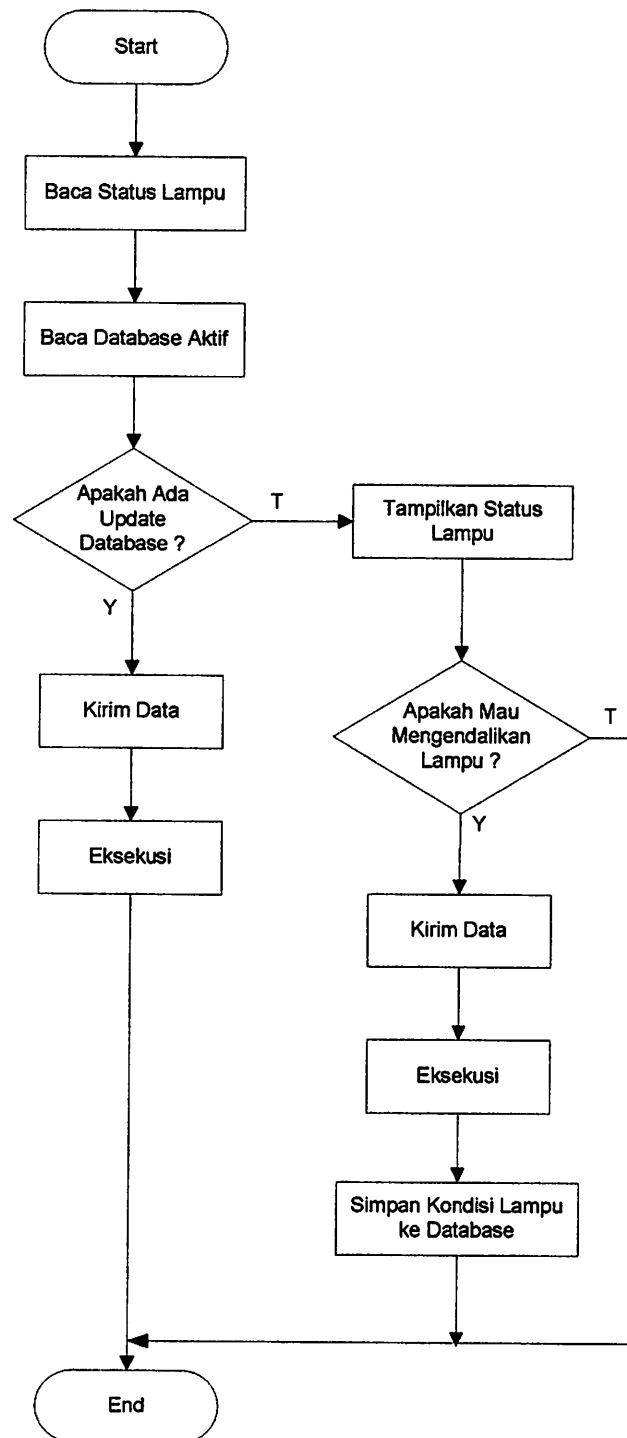 Start
Baca Status Lampu
Baca Database Aktif
Apakah Ada
Update
Database ?
T
Y
Tampilkan Status
Lampu
Kirim Data
Apakah Mau
Mengendalikan
Lampu ?
T
Y
Eksekusi
Kirim Data
Eksekusi
Simpan Kondisi Lampu
ke Database
End